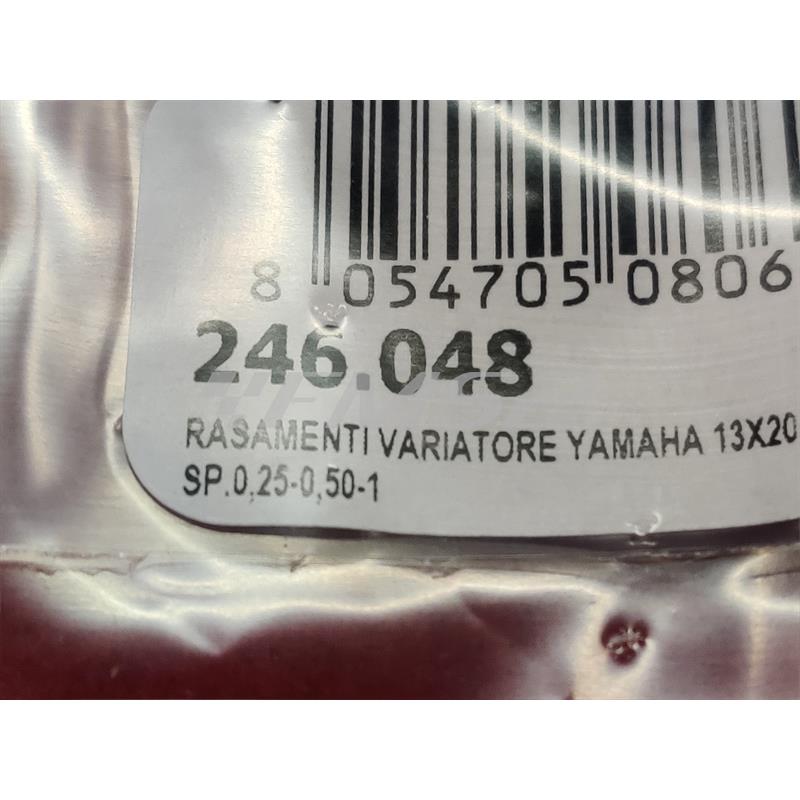 8 054705 0806
246.048
RASAMENTI VARIATORE YAMAHA 13X20
SP.0,25-0,50-1